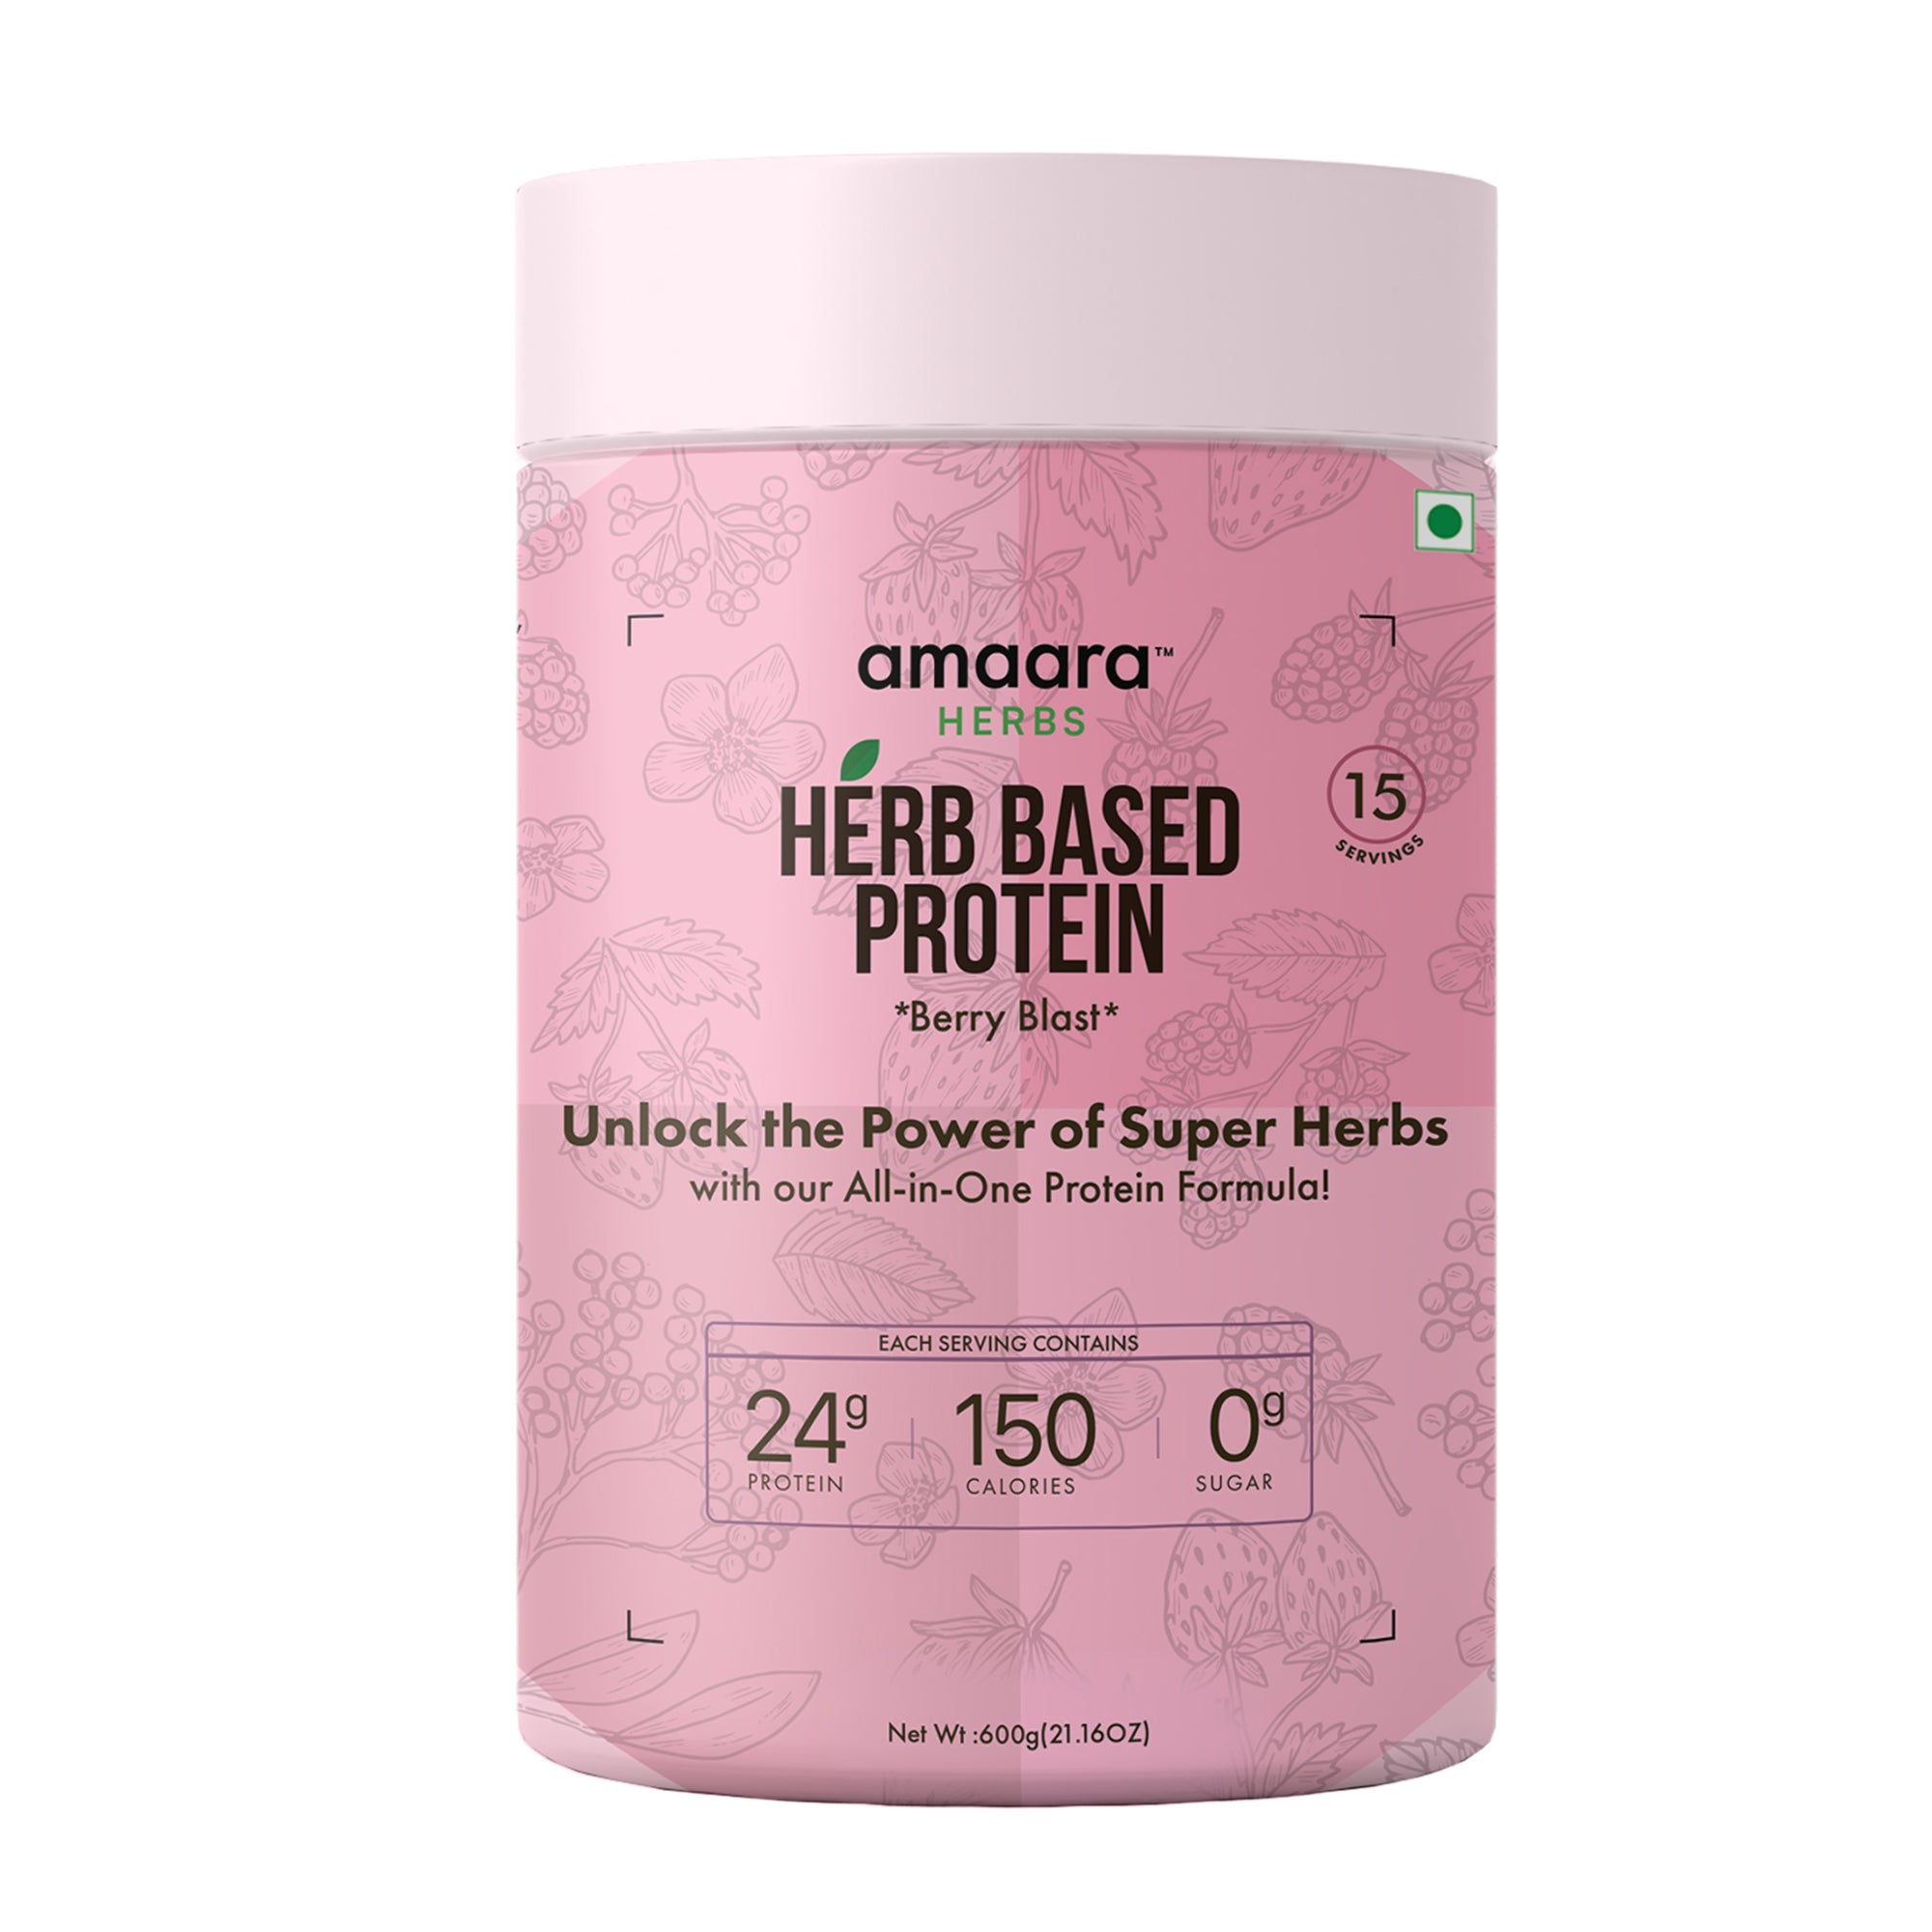 amaara™
HERBS
HERB BASED
PROTEIN
*Berry Blast*
15
SERVINGS
Unlock the Power of Super Herbs
with our All-in-One Protein Formula!
EACH SERVING CONTAINS
24g 150 0g
PROTEIN CALORIES SUGAR
Net Wt :600g(21.16OZ)